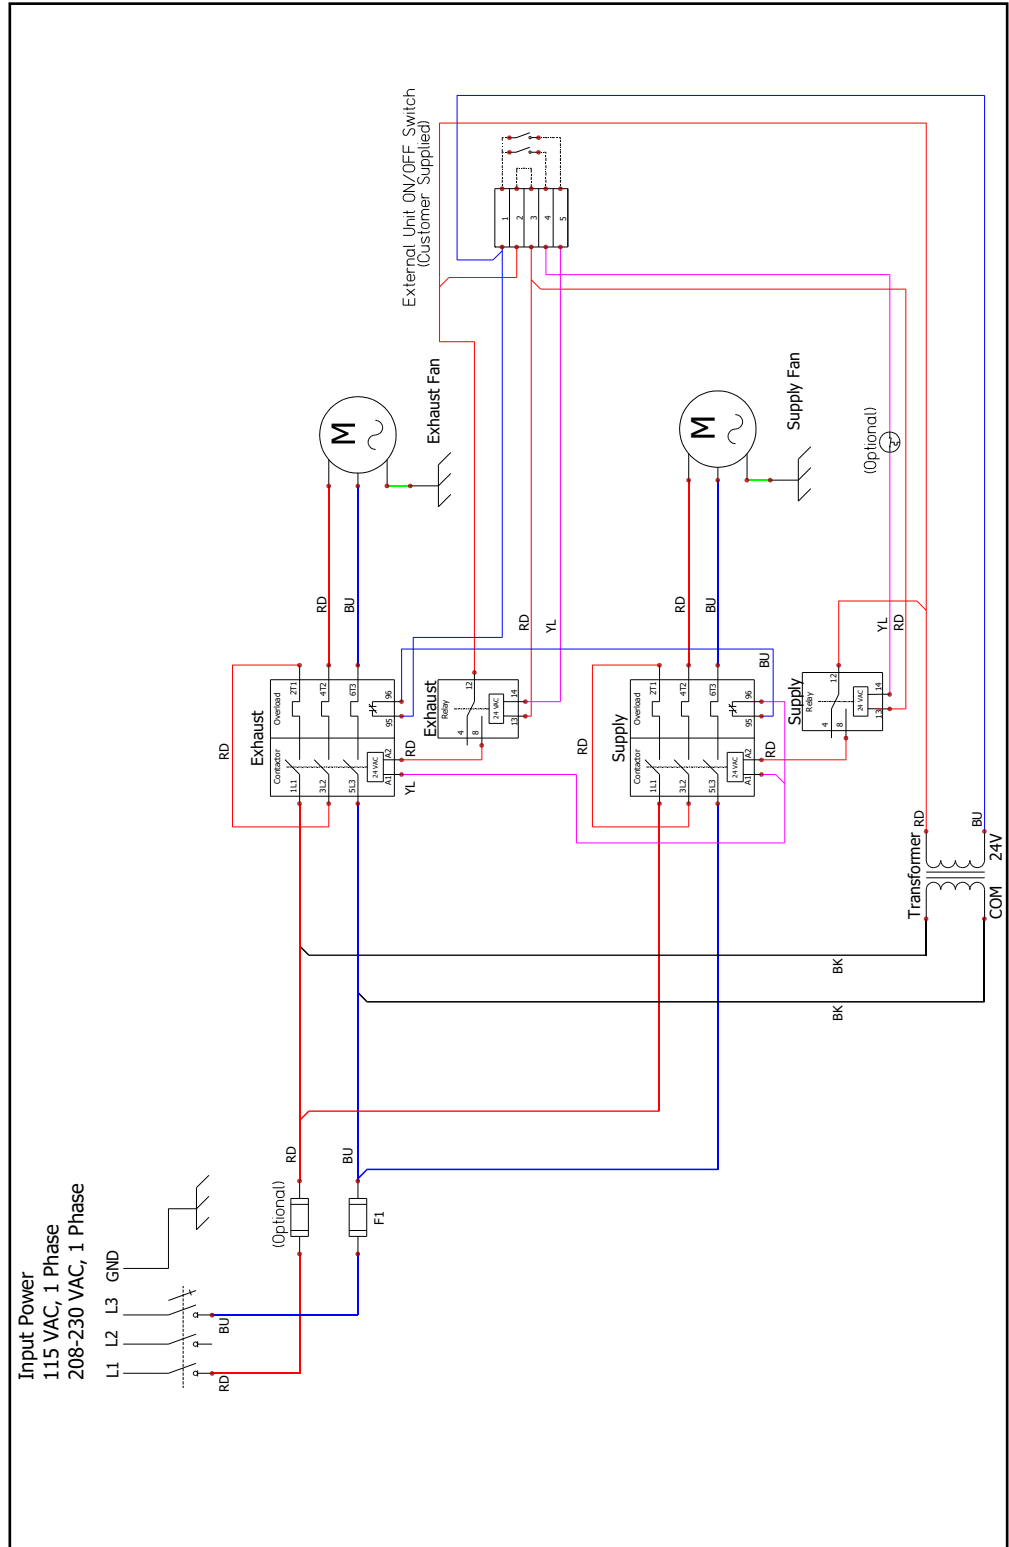 Input Power
115 VAC, 1 Phase
208-230 VAC, 1 Phase
L1 L2 L3 GND
RD
BU
(Optional)
F1
RD
BU
BK
BK
Transformer
COM 24V
RD
BU
RD
Exhaust
Contactor
Overload
1L1
3L2
5L3
2T1
4T2
6T3
24VAC
A1
A2
95
96
YL
RD
Exhaust
Relay
4
8
12
24 VAC
13
14
RD
YL
RD
BU
M
Exhaust Fan
RD
Supply
Contactor
Overload
1L1
3L2
5L3
2T1
4T2
6T3
24VAC
A1
A2
95
96
RD
BU
Supply
Relay
4
8
12
24 VAC
13
14
YL
RD
RD
BU
M
Supply Fan
(Optional)
External Unit ON/OFF Switch
(Customer Supplied)
1
2
3
4
5